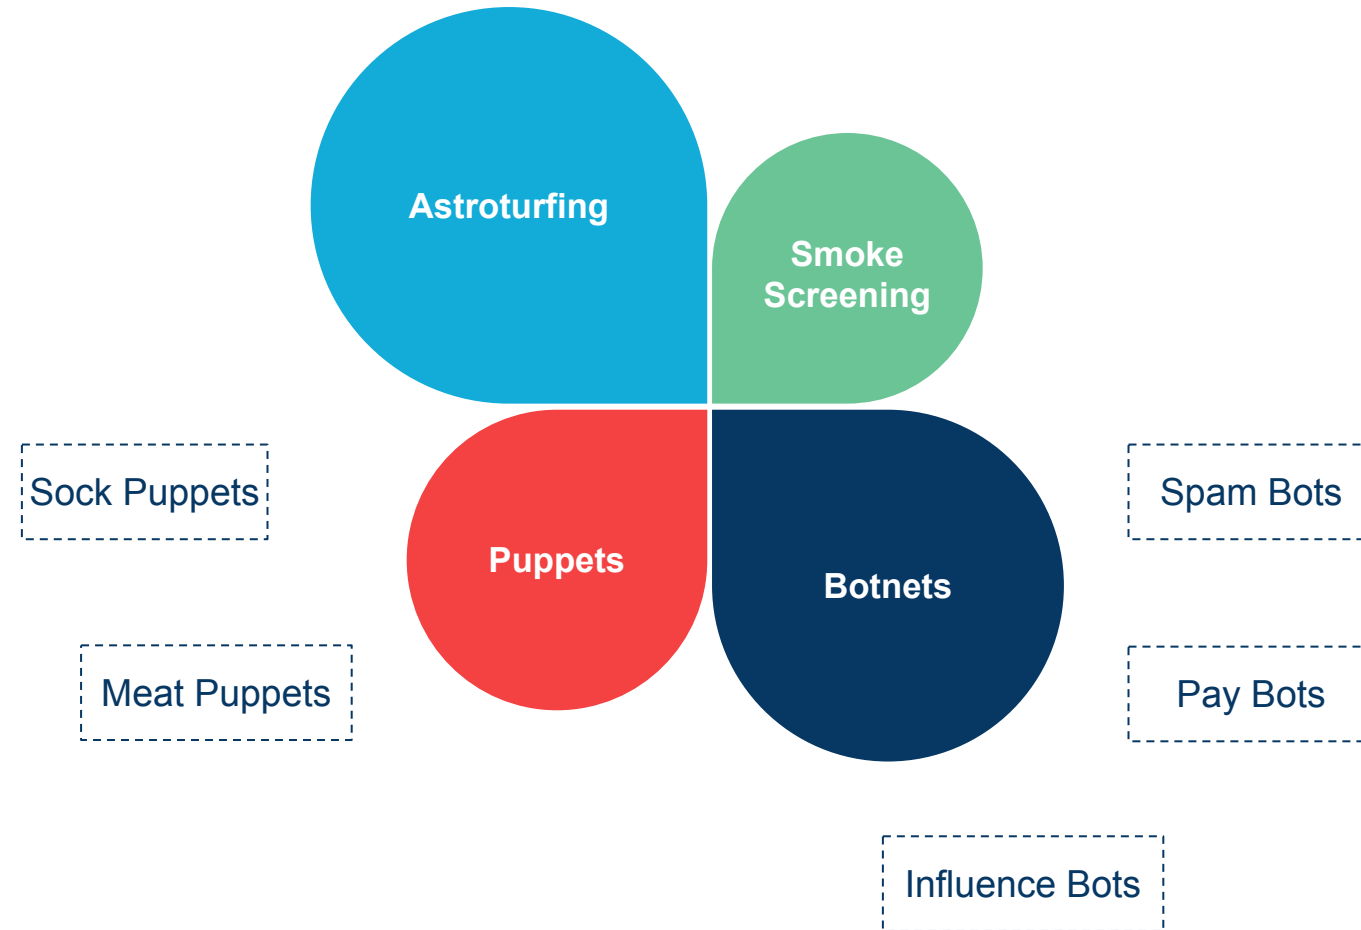 Astroturfing
Smoke
Screening
Sock Puppets
Spam Bots
Puppets
Botnets
Meat Puppets
Pay Bots
Influence Bots